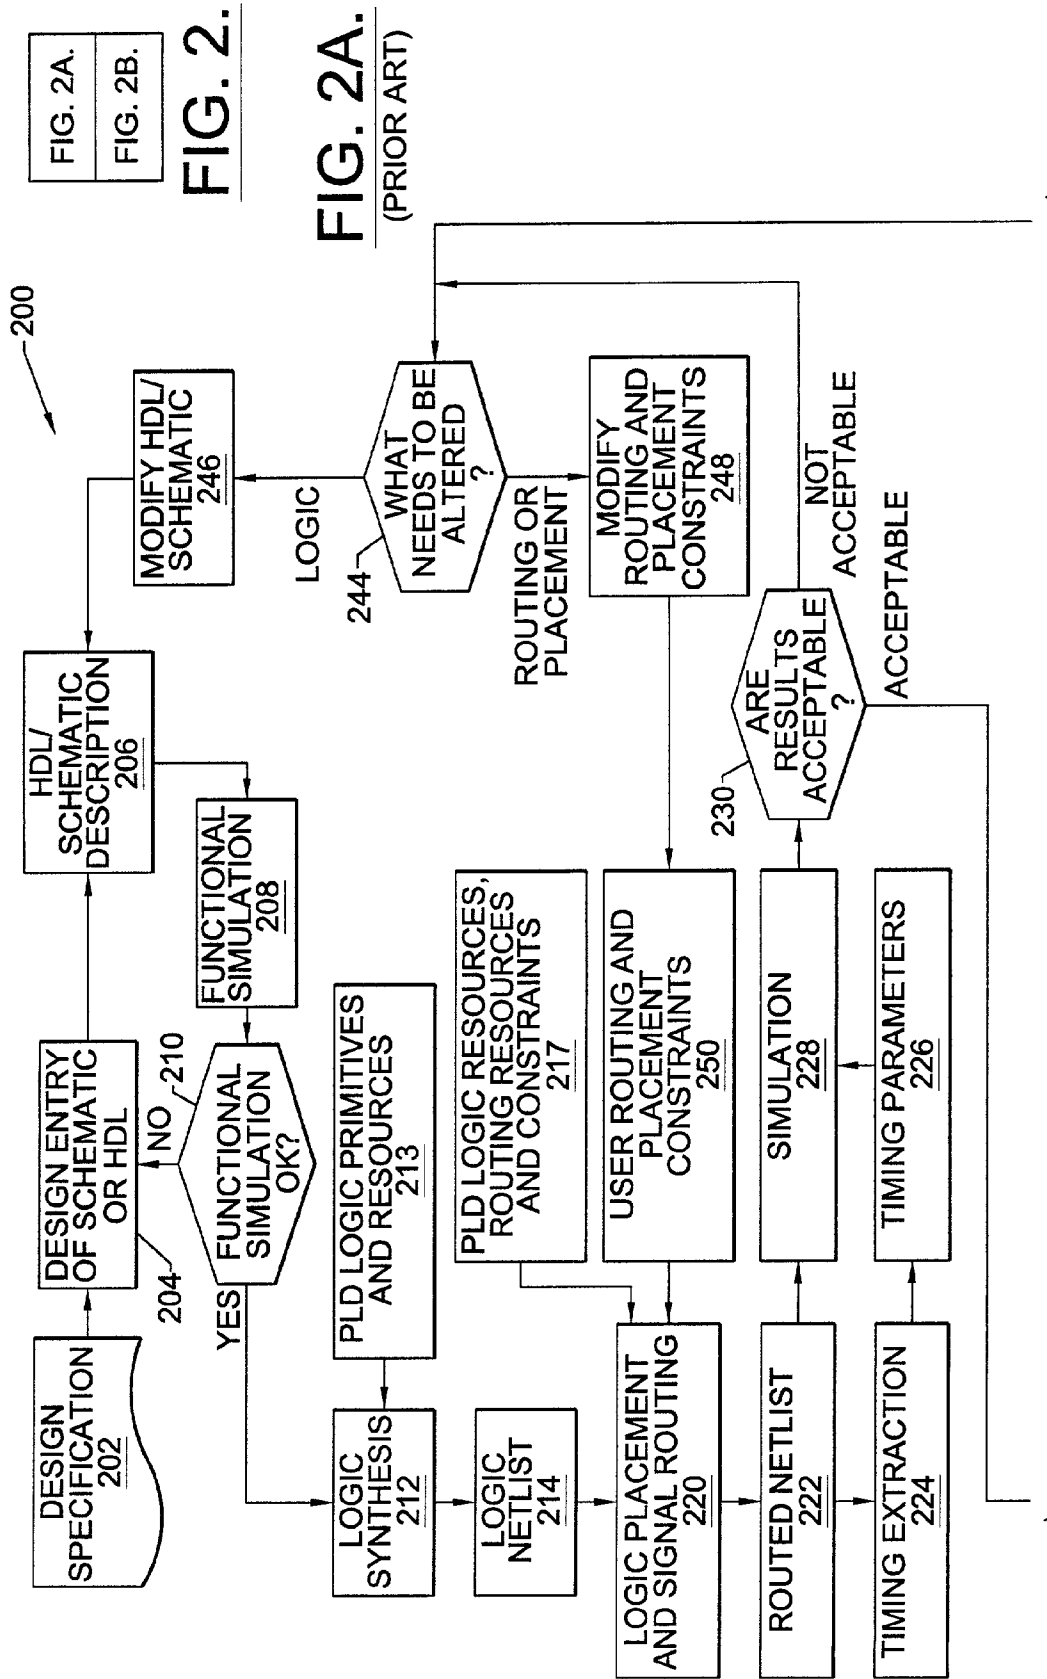 FIG. 2A.
FIG. 2B.
FIG. 2.
FIG. 2A.
(PRIOR ART)
200
DESIGN
SPECIFICATION
202
DESIGN ENTRY
OF SCHEMATIC
OR HDL
204
HDL/
SCHEMATIC
DESCRIPTION
206
MODIFY HDL/
SCHEMATIC
246
FUNCTIONAL
SIMULATION
208
NO
210
FUNCTIONAL
SIMULATION
OK?
YES
LOGIC
244
WHAT
NEEDS TO BE
ALTERED
?
ROUTING OR
PLACEMENT
LOGIC
SYNTHESIS
212
PLD LOGIC PRIMITIVES
AND RESOURCES
213
LOGIC
NETLIST
214
PLD LOGIC RESOURCES,
ROUTING RESOURCES
AND CONSTRAINTS
217
MODIFY
ROUTING AND
PLACEMENT
CONSTRAINTS
248
LOGIC PLACEMENT
AND SIGNAL ROUTING
220
USER ROUTING AND
PLACEMENT
CONSTRAINTS
250
ROUTED NETLIST
222
SIMULATION
228
230
ARE
RESULTS
ACCEPTABLE
?
NOT
ACCEPTABLE
ACCEPTABLE
TIMING EXTRACTION
224
TIMING PARAMETERS
226